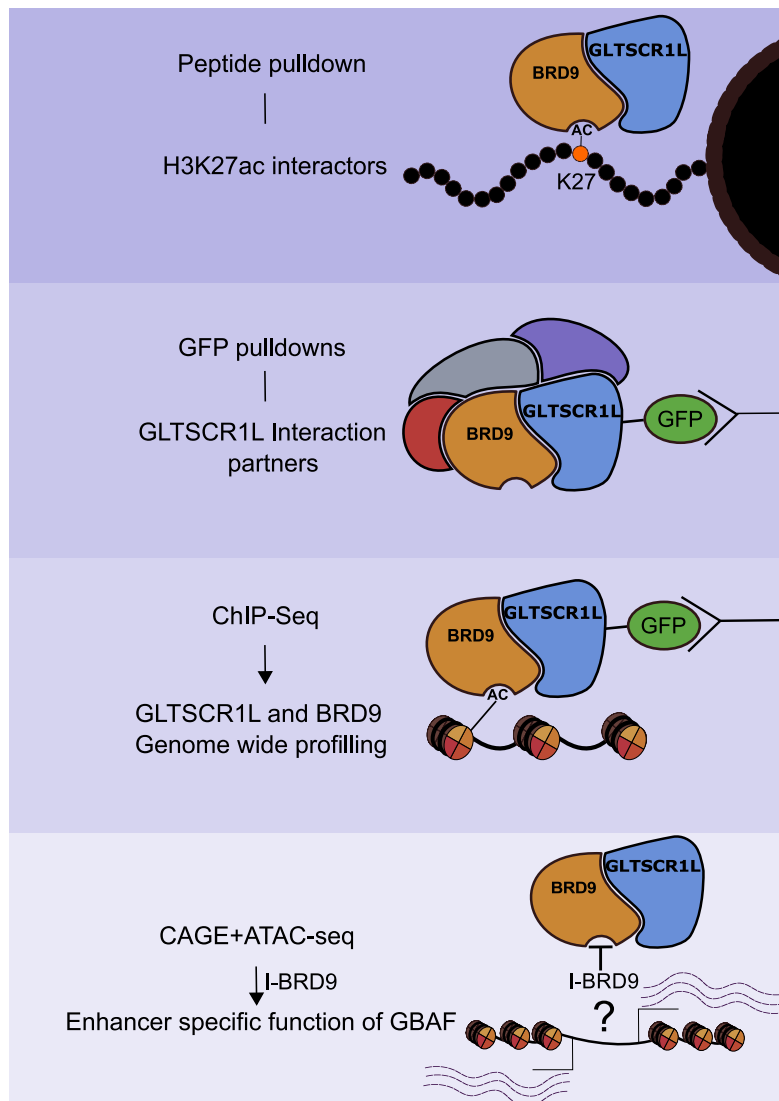 Peptide pulldown
H3K27ac interactors
BRD9
GLTSCR1L
AC
K27
GFP pulldowns
GLTSCR1L Interaction
partners
BRD9
GLTSCR1L
GFP
ChIP-Seq
GLTSCR1L and BRD9
Genome wide profilling
BRD9
GLTSCR1L
GFP
AC
CAGE+ATAC-seq
I-BRD9
Enhancer specific function of GBAF
BRD9
GLTSCR1L
I-BRD9
?